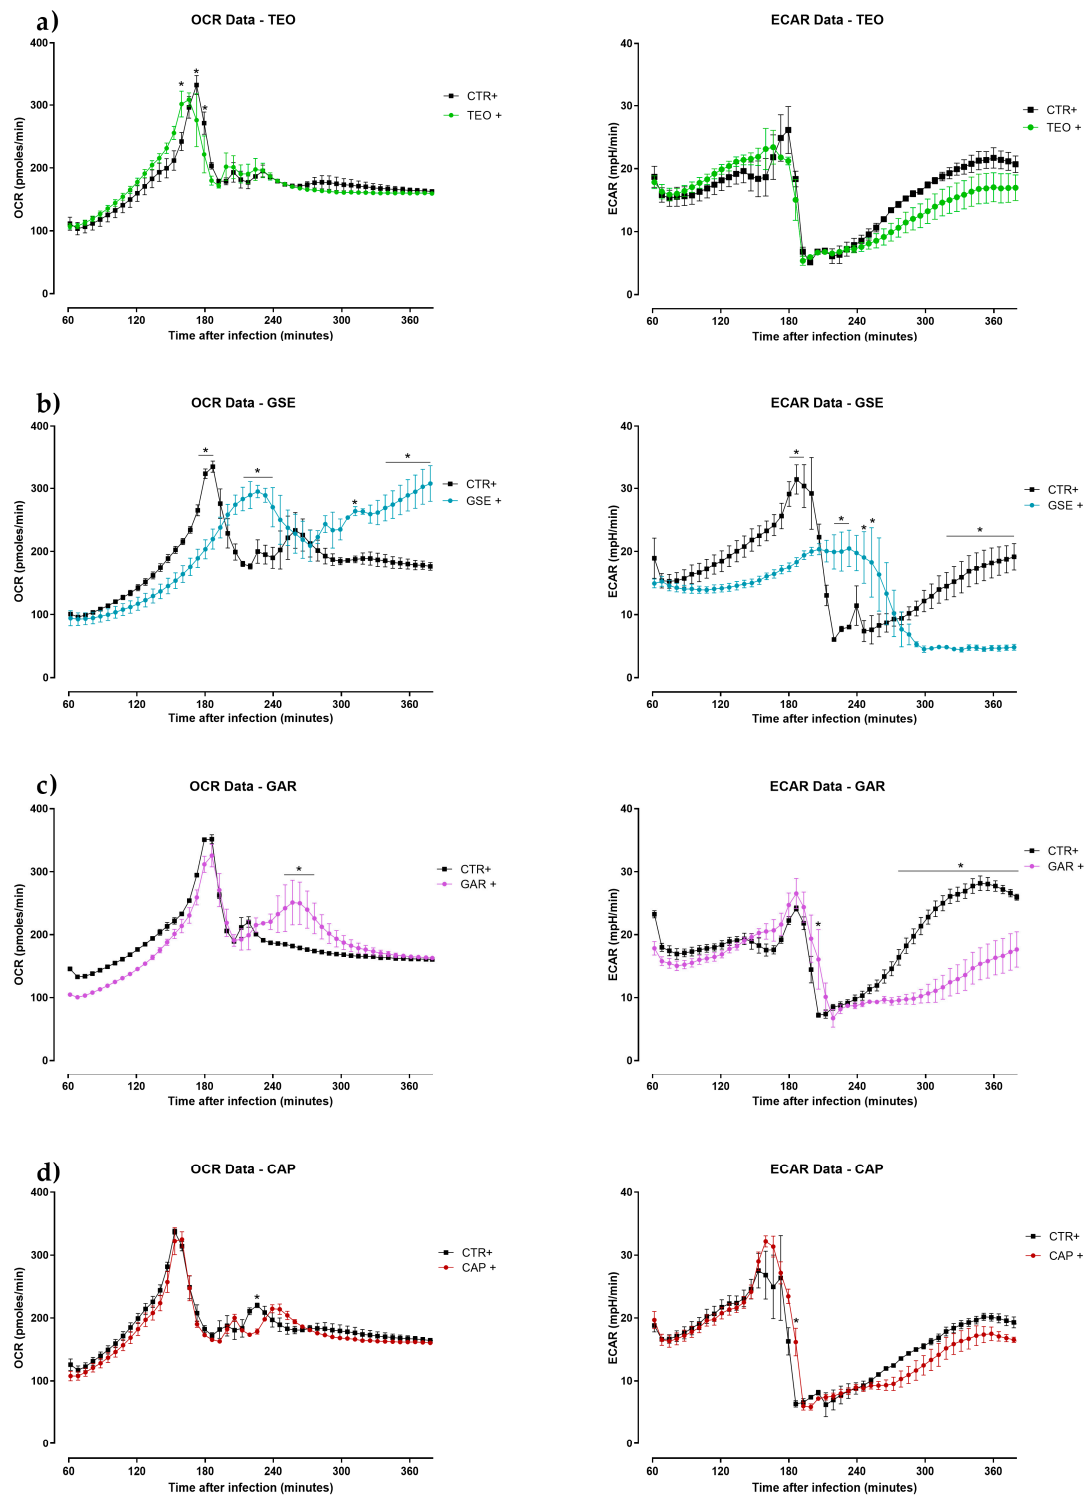 a)
OCR Data - TEO
400
300
200
100
0
OCR (pmoles/min)
60 120 180 240 300 360
Time after infection (minutes)
* * *
CTR+
TEO +
ECAR Data - TEO
40
30
20
10
0
ECAR (mpH/min)
60 120 180 240 300 360
Time after infection (minutes)
CTR+
TEO +
b)
OCR Data - GSE
400
300
200
100
0
OCR (pmoles/min)
60 120 180 240 300 360
Time after infection (minutes)
* * * *
CTR+
GSE +
ECAR Data - GSE
40
30
20
10
0
ECAR (mpH/min)
60 120 180 240 300 360
Time after infection (minutes)
* * * * *
CTR+
GSE +
c)
OCR Data - GAR
400
300
200
100
0
OCR (pmoles/min)
60 120 180 240 300 360
Time after infection (minutes)
*
CTR+
GAR +
ECAR Data - GAR
40
30
20
10
0
ECAR (mpH/min)
60 120 180 240 300 360
Time after infection (minutes)
* *
CTR+
GAR +
d)
OCR Data - CAP
400
300
200
100
0
OCR (pmoles/min)
60 120 180 240 300 360
Time after infection (minutes)
*
CTR+
CAP +
ECAR Data - CAP
40
30
20
10
0
ECAR (mpH/min)
60 120 180 240 300 360
Time after infection (minutes)
*
CTR+
CAP +